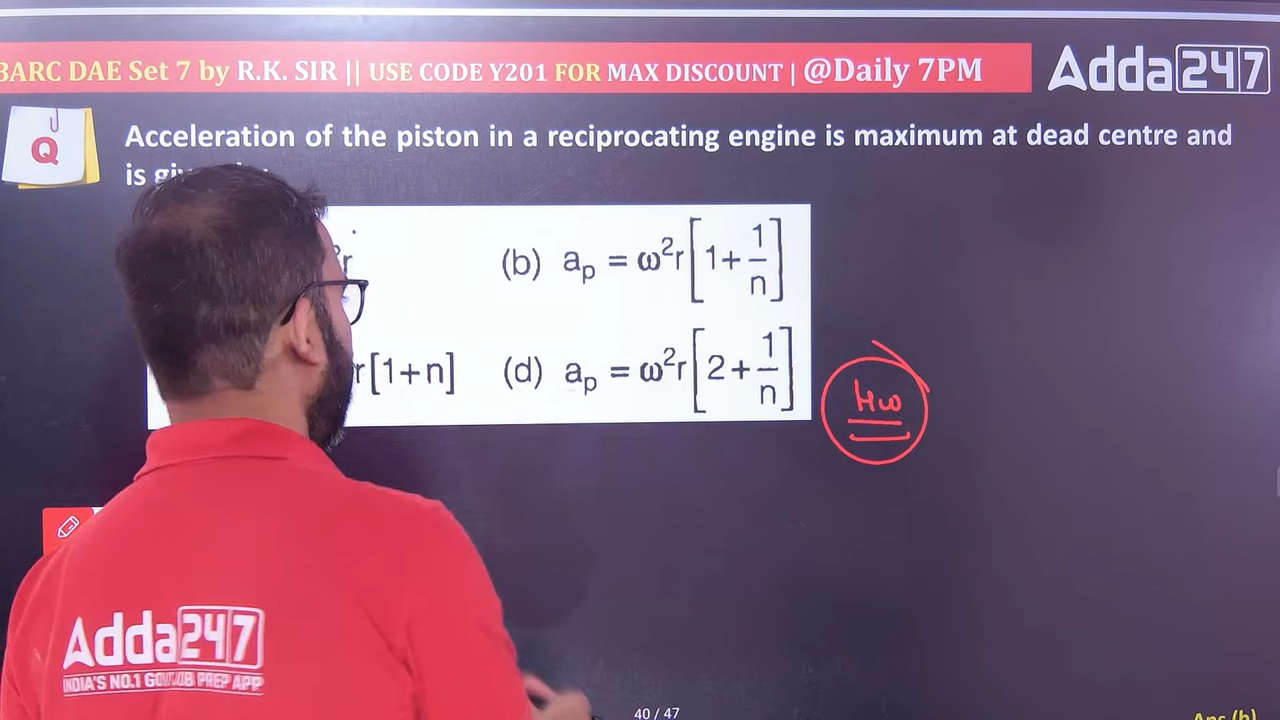 BARC DAE Set 7 by R.K. SIR || USE CODE Y201 FOR MAX DISCOUNT | @Daily 7PM
Adda247
Q
Acceleration of the piston in a reciprocating engine is maximum at dead centre and
is
r
(b) aₚ = ω²r[1+1/n]
r[1+n]
(d) aₚ = ω²r[2+1/n]
Hω
Adda247
INDIA'S NO.1 GOVT JOB PREP APP
40 / 47
Ans (b)